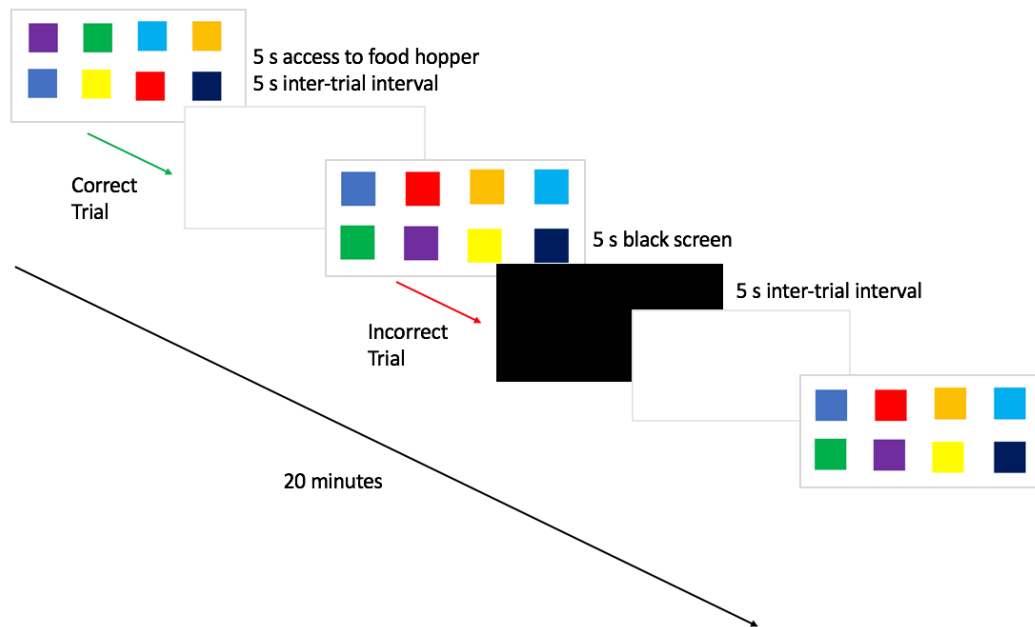 5 s access to food hopper
5 s inter-trial interval
Correct
Trial
5 s black screen
5 s inter-trial interval
Incorrect
Trial
20 minutes